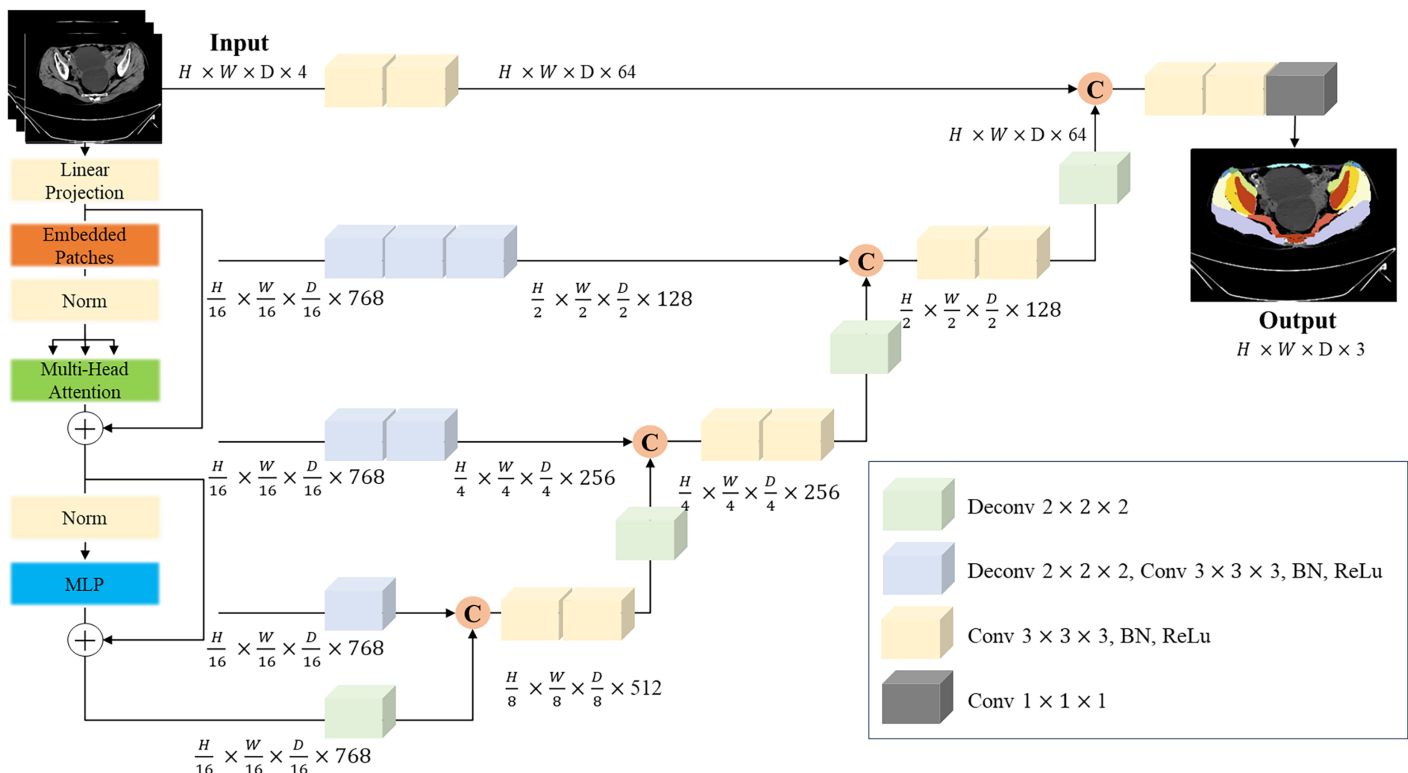 Input
H × W × D × 4
H × W × D × 64
C
H × W × D × 64
Linear
Projection
Embedded
Patches
Norm
Multi-Head
Attention
+
Norm
MLP
+
H/16 × W/16 × D/16 × 768
H/2 × W/2 × D/2 × 128
C
H/2 × W/2 × D/2 × 128
Output
H × W × D × 3
H/16 × W/16 × D/16 × 768
H/4 × W/4 × D/4 × 256
C
H/4 × W/4 × D/4 × 256
H/16 × W/16 × D/16 × 768
C
H/8 × W/8 × D/8 × 512
H/16 × W/16 × D/16 × 768
Deconv 2 × 2 × 2
Deconv 2 × 2 × 2, Conv 3 × 3 × 3, BN, ReLu
Conv 3 × 3 × 3, BN, ReLu
Conv 1 × 1 × 1